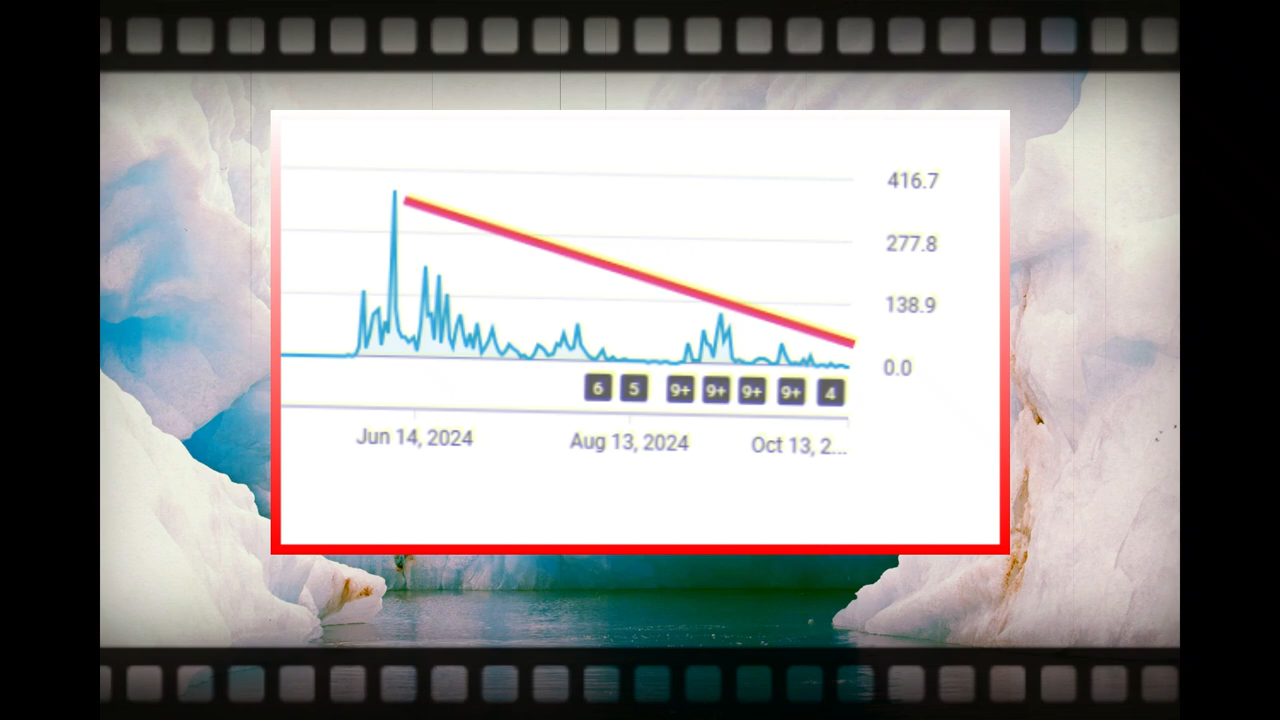 416.7
277.8
138.9
0.0
6 5 9+ 9+ 9+ 9+ 4
Jun 14, 2024 Aug 13, 2024 Oct 13, 2...